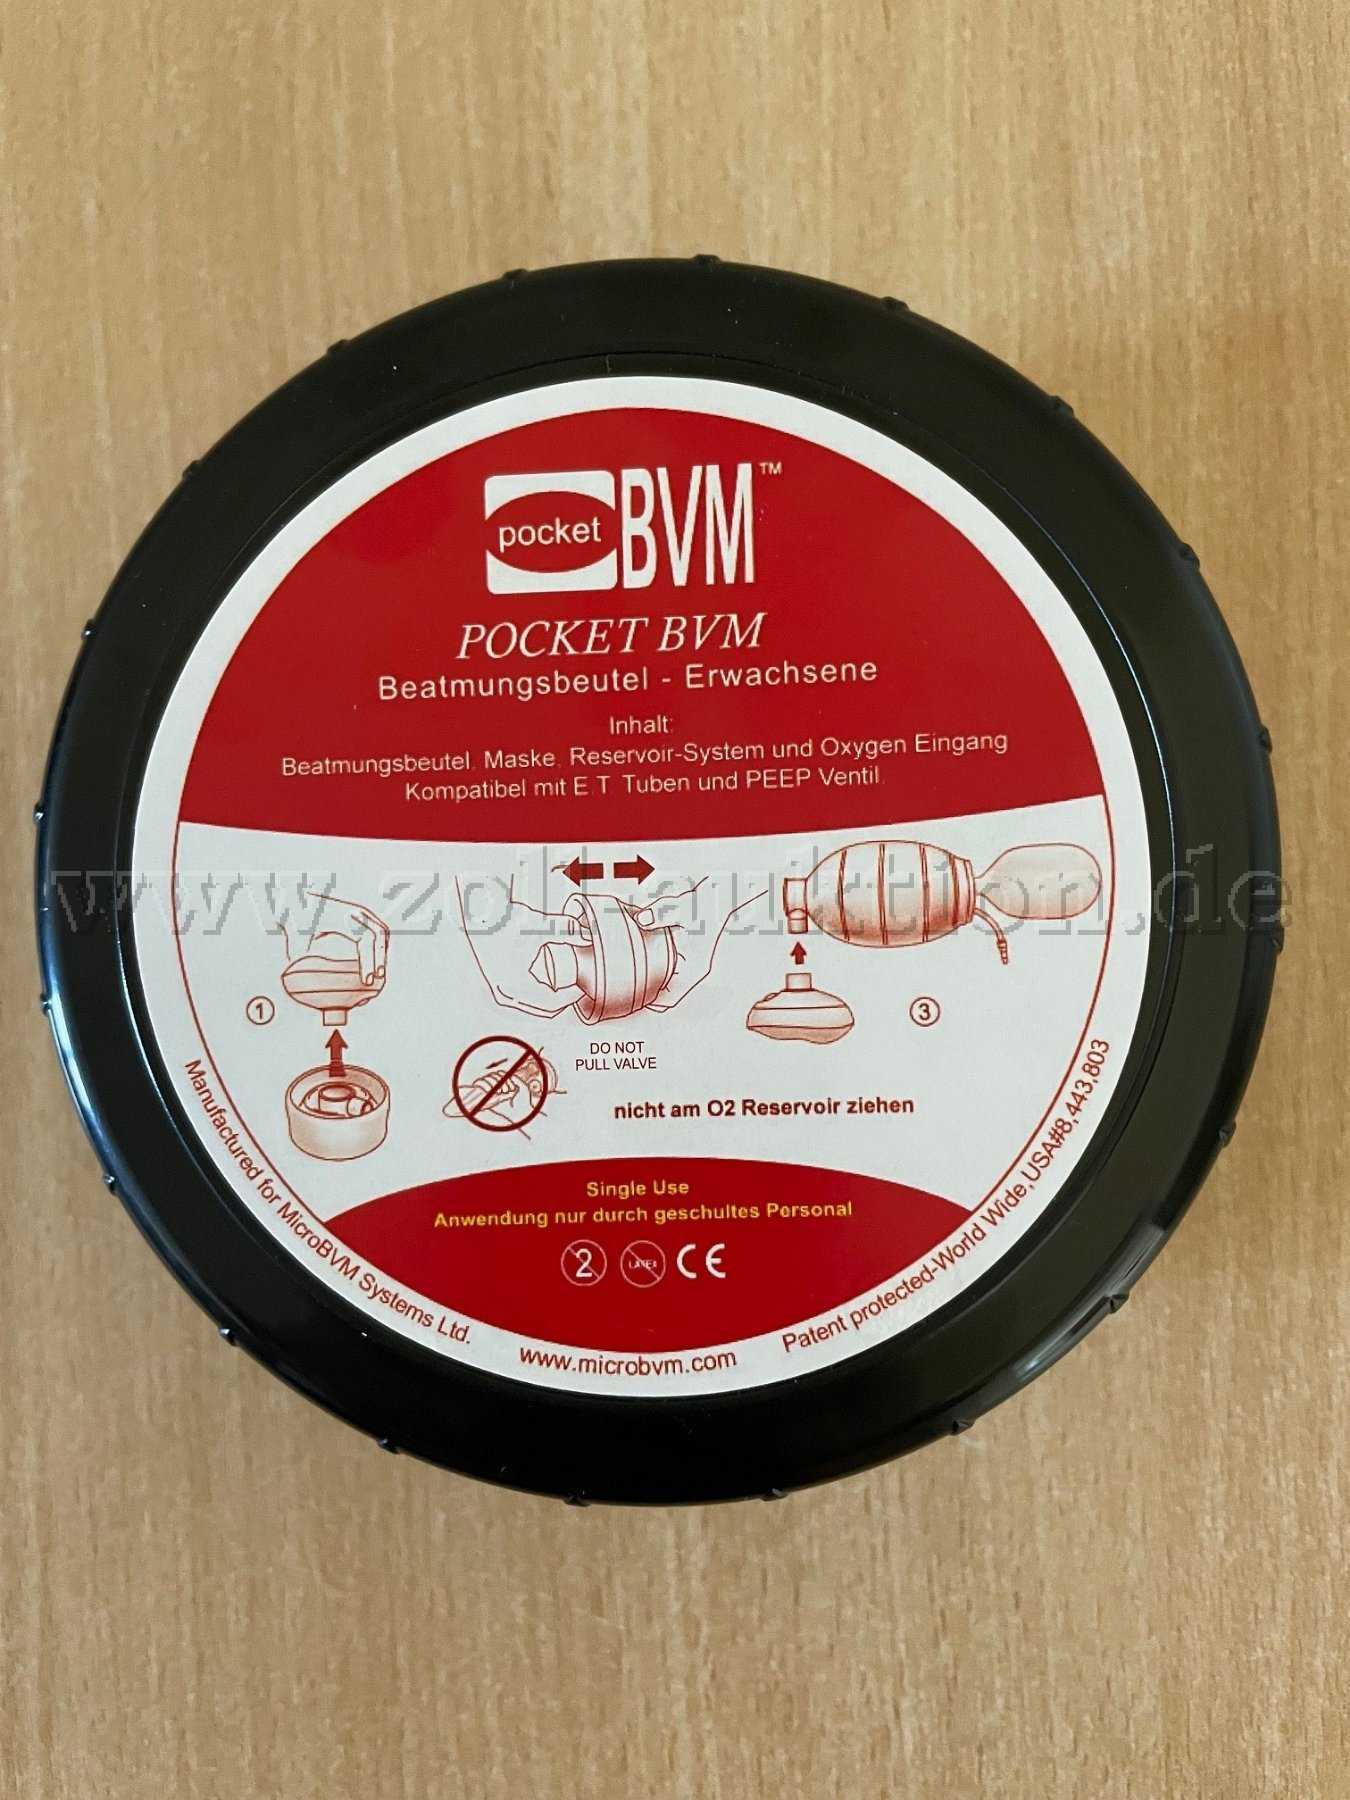 pocket BVM™
POCKET BVM
Beatmungsbeutel - Erwachsene
Inhalt:
Beatmungsbeutel, Maske, Reservoir-System und Oxygen Eingang
Kompatibel mit E.T. Tuben und PEEP Ventil.
www.zoll-auktion.de
1
3
DO NOT
PULL VALVE
nicht am O2 Reservoir ziehen
Single Use
Anwendung nur durch geschultes Personal
2 LATEX CE
Manufactured for MicroBVM Systems Ltd.
www.microbvm.com
Patent protected-World Wide,USA#8,443,803